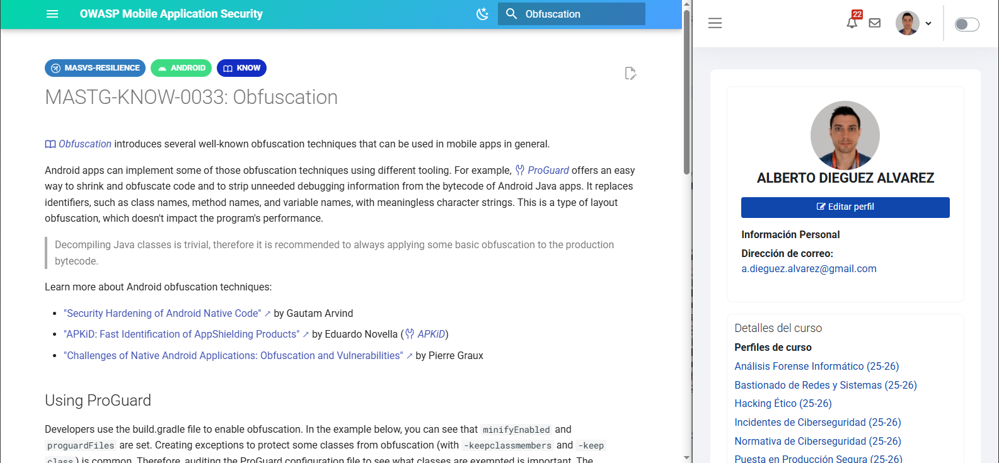 OWASP Mobile Application Security
Obfuscation
MASVS-RESILIENCE
ANDROID
KNOW
MASTG-KNOW-0033: Obfuscation
Obfuscation introduces several well-known obfuscation techniques that can be used in mobile apps in general.
Android apps can implement some of those obfuscation techniques using different tooling. For example, ProGuard offers an easy
way to shrink and obfuscate code and to strip unneeded debugging information from the bytecode of Android Java apps. It replaces
identifiers, such as class names, method names, and variable names, with meaningless character strings. This is a type of layout
obfuscation, which doesn't impact the program's performance.
Decompiling Java classes is trivial, therefore it is recommended to always applying some basic obfuscation to the production
bytecode.
Learn more about Android obfuscation techniques:
• "Security Hardening of Android Native Code" ↗ by Gautam Arvind
• "APKiD: Fast Identification of AppShielding Products" ↗ by Eduardo Novella (APKiD)
• "Challenges of Native Android Applications: Obfuscation and Vulnerabilities" ↗ by Pierre Graux
Using ProGuard
Developers use the build.gradle file to enable obfuscation. In the example below, you can see that minifyEnabled and
proguardFiles are set. Creating exceptions to protect some classes from obfuscation (with -keepclassmembers and -keep
class) is common. Therefore, auditing the ProGuard configuration file to see what classes are exempted is important. The
22
ALBERTO DIEGUEZ ALVAREZ
Editar perfil
Información Personal
Dirección de correo:
a.dieguez.alvarez@gmail.com
Detalles del curso
Perfiles de curso
Análisis Forense Informático (25-26)
Bastionado de Redes y Sistemas (25-26)
Hacking Ético (25-26)
Incidentes de Ciberseguridad (25-26)
Normativa de Ciberseguridad (25-26)
Puesta en Producción Segura (25-26)